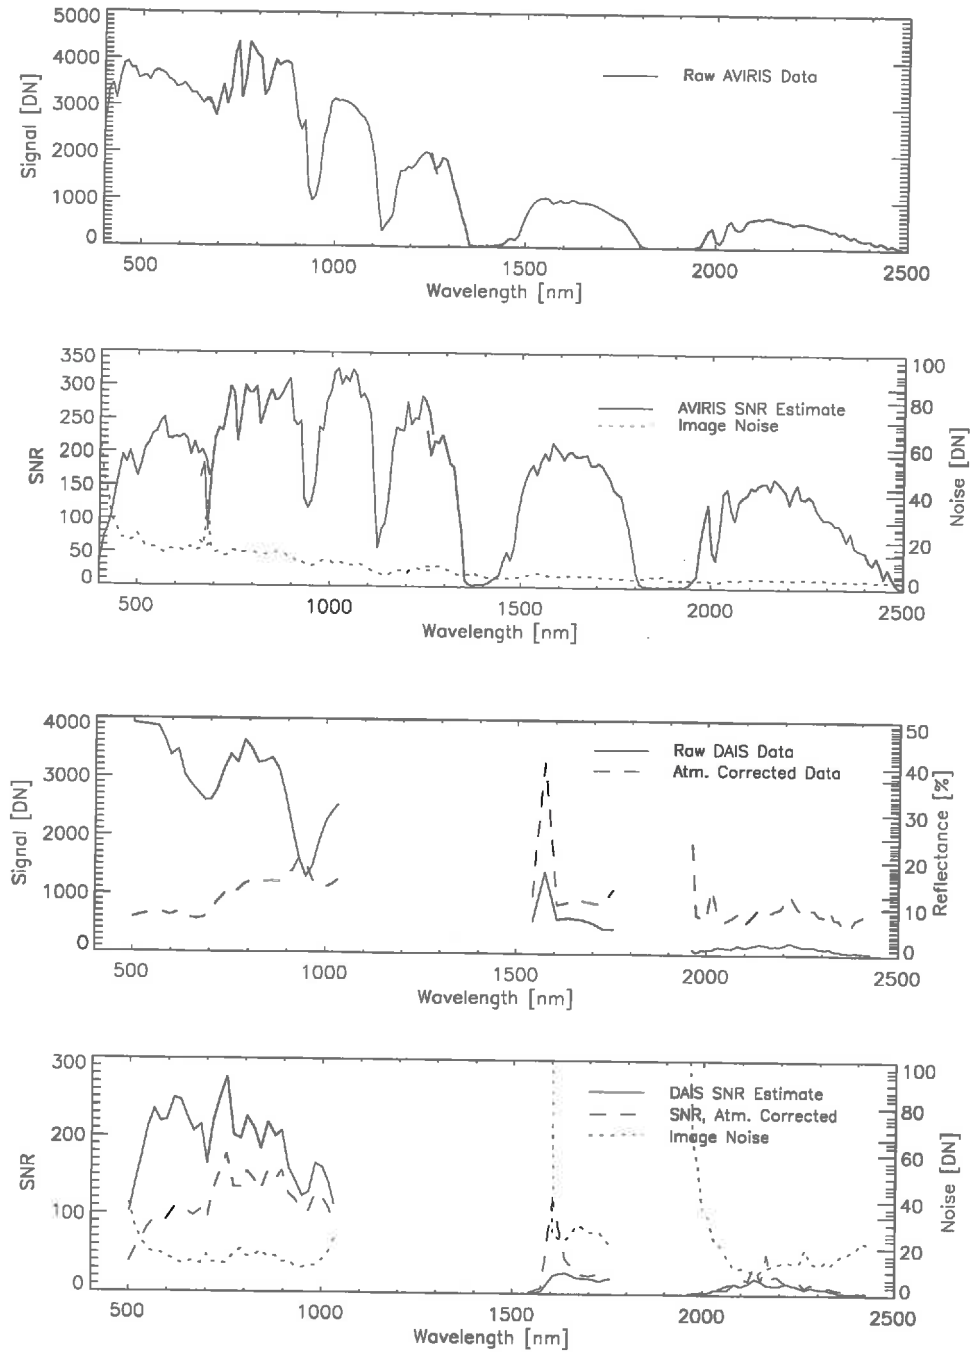 5000
4000
3000
2000
1000
0
Signal [DN]
Raw AVIRIS Data
500 1000 1500 2000 2500
Wavelength [nm]
350
300
250
200
150
100
50
0
SNR
AVIRIS SNR Estimate
Image Noise
100
80
60
40
20
0
Noise [DN]
500 1000 1500 2000 2500
Wavelength [nm]
4000
3000
2000
1000
0
Signal [DN]
Raw DAIS Data
Atm. Corrected Data
50
40
30
20
10
0
Reflectance [%]
500 1000 1500 2000 2500
Wavelength [nm]
300
200
100
0
SNR
DAIS SNR Estimate
SNR, Atm. Corrected
Image Noise
100
80
60
40
20
0
Noise [DN]
500 1000 1500 2000 2500
Wavelength [nm]